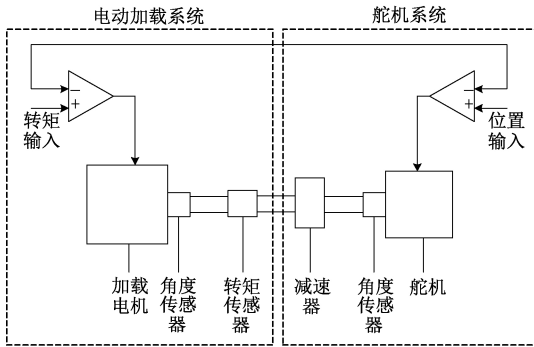 电动加载系统
舵机系统
−
+
转矩
输入
−
+
位置
输入
加载
电机
角度
传感
器
转矩
传感
器
减速
器
角度
传感
器
舵机